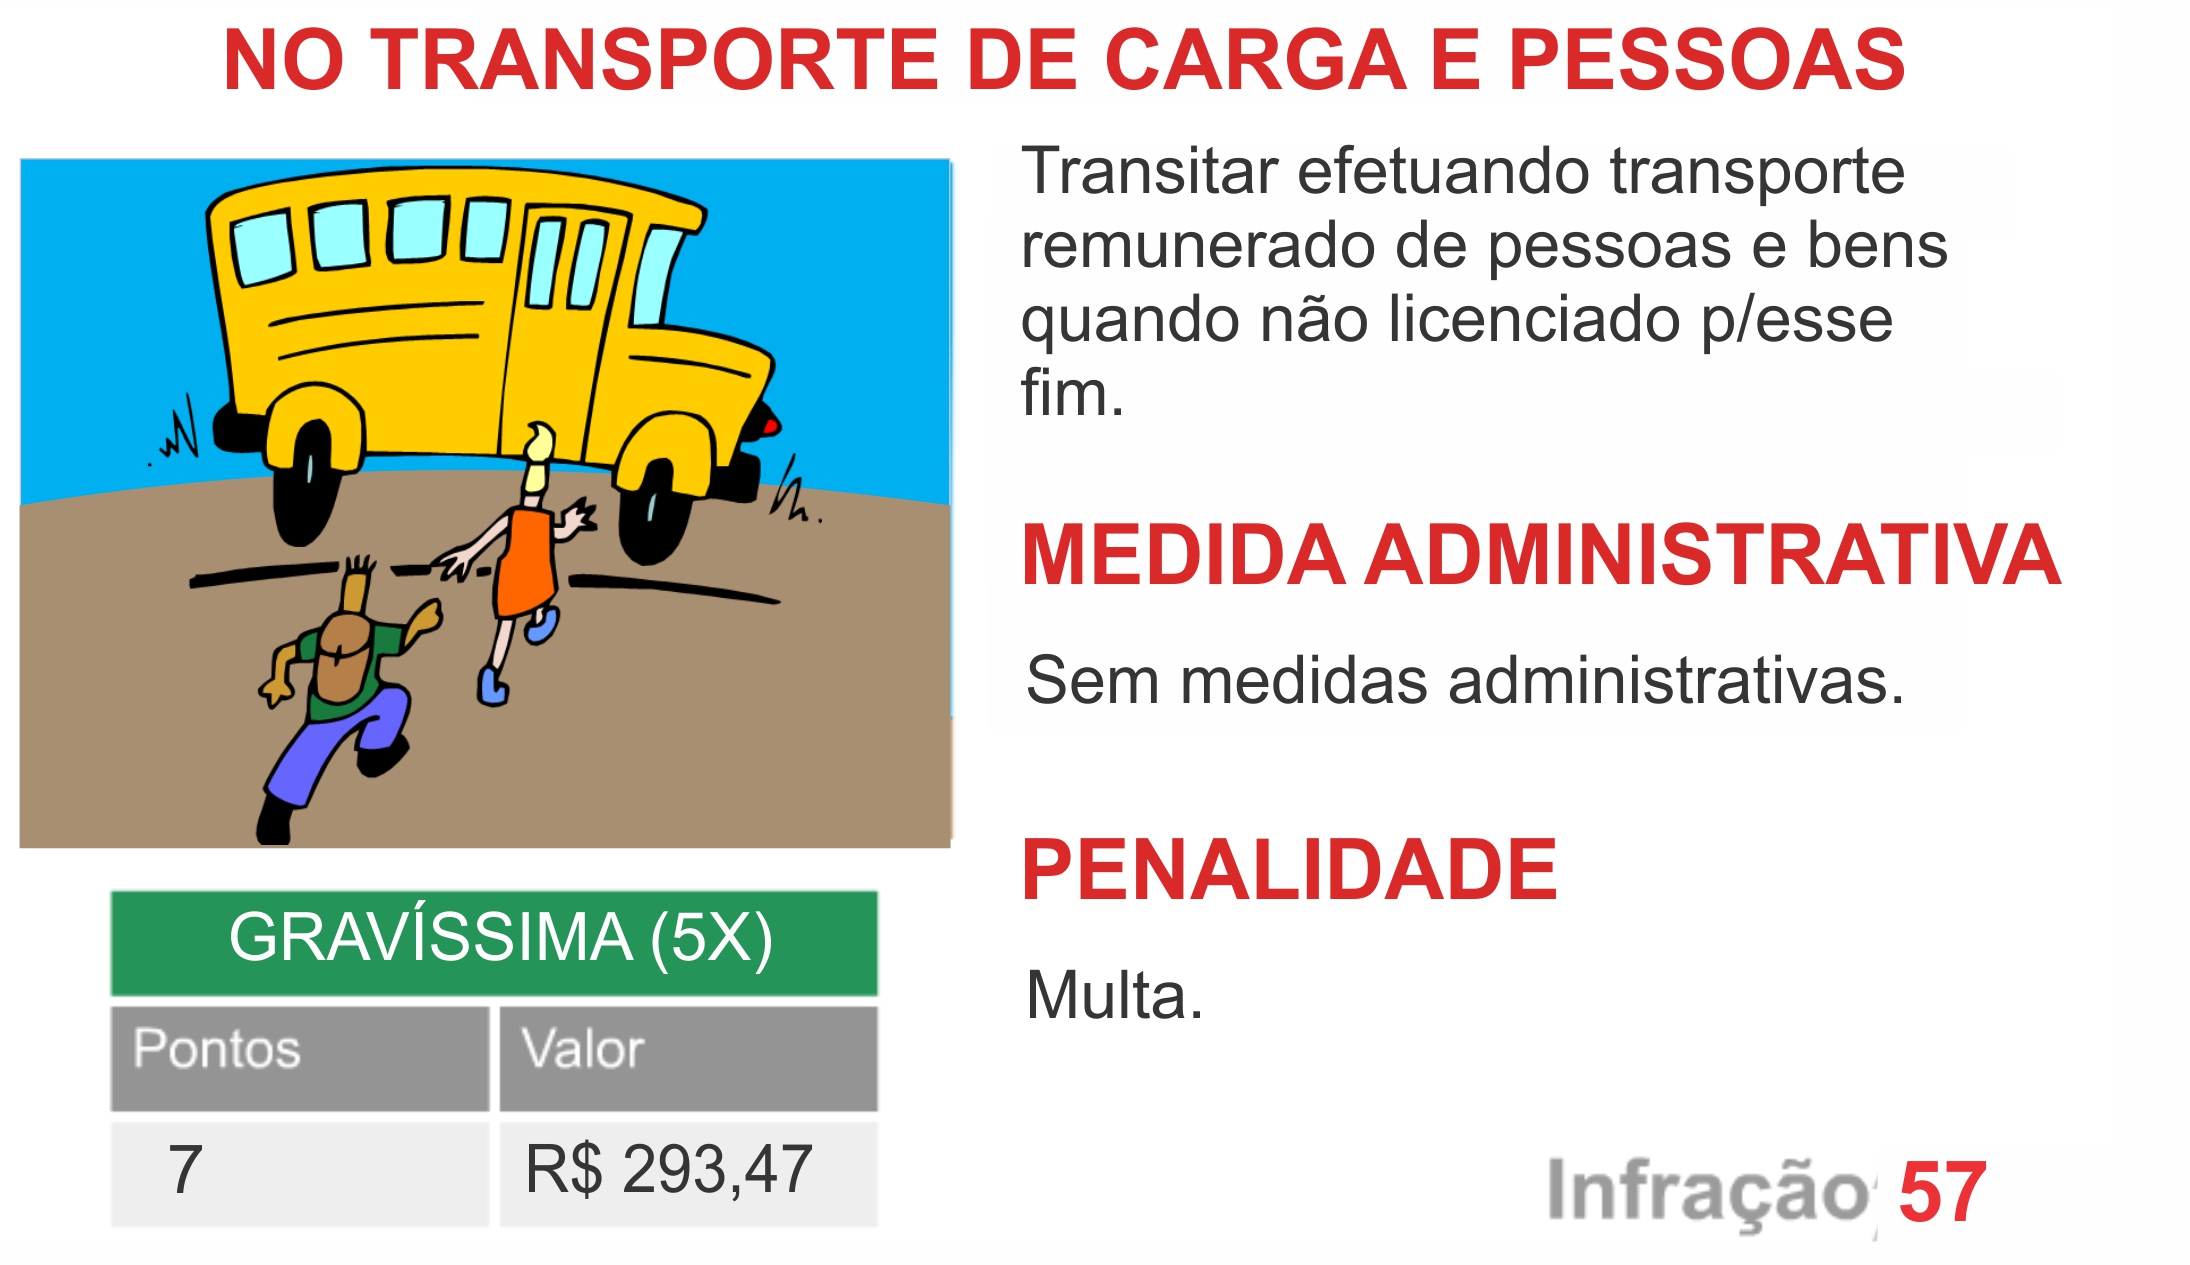 NO TRANSPORTE DE CARGA E PESSOAS
Transitar efetuando transporte
remunerado de pessoas e bens
quando não licenciado p/esse
fim.
MEDIDA ADMINISTRATIVA
Sem medidas administrativas.
PENALIDADE
Multa.
GRAVÍSSIMA (5X)
Pontos Valor
7 R$ 293,47
Infração 57